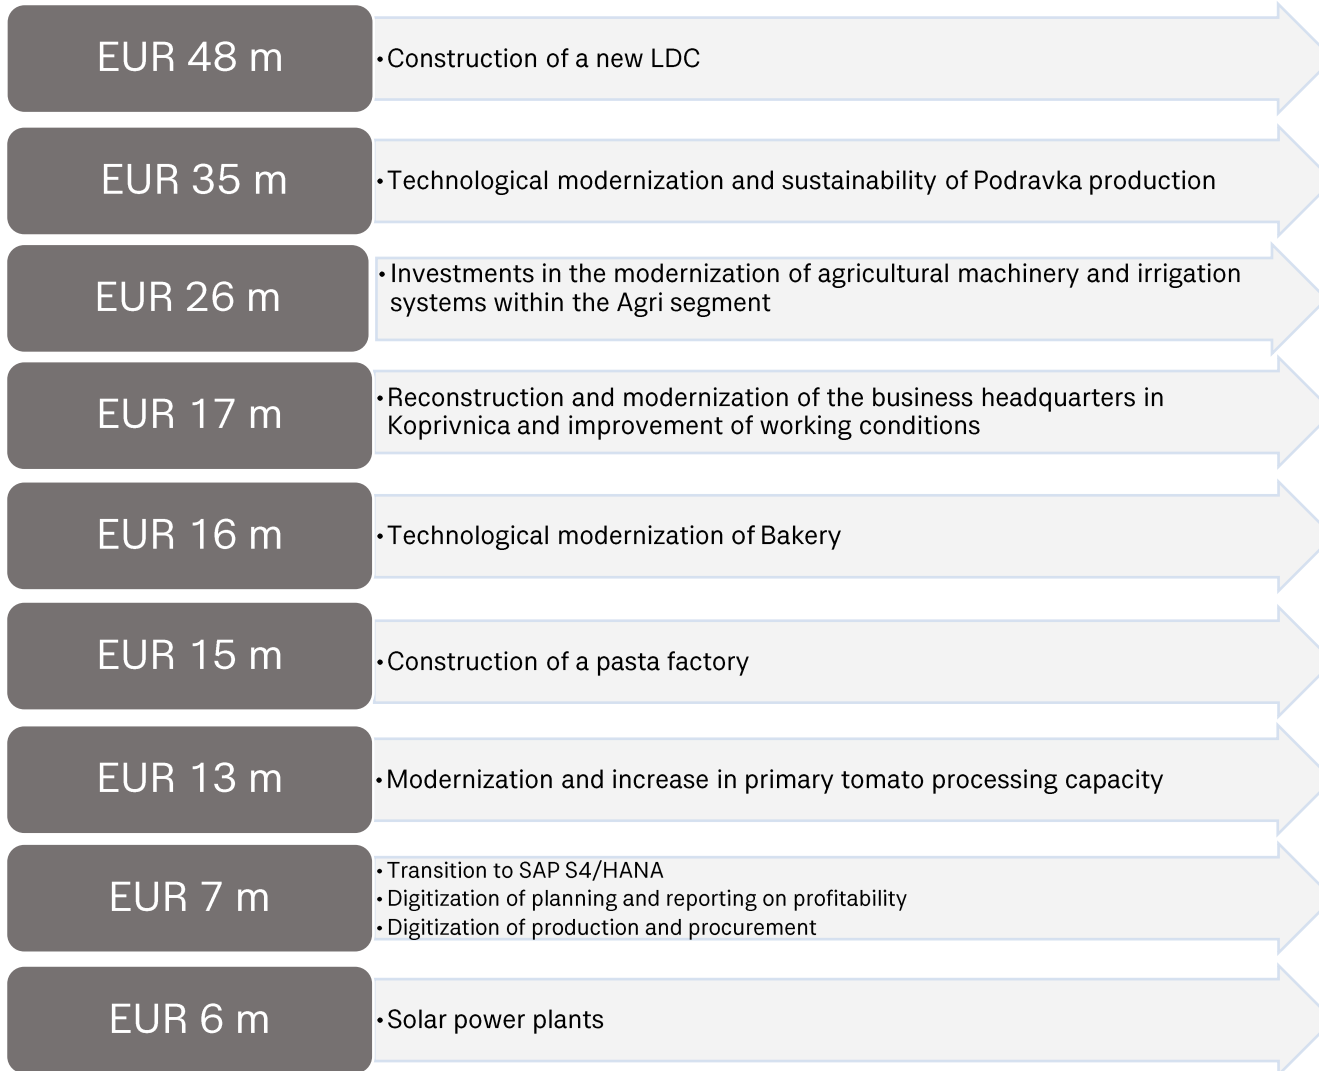 EUR 48 m
•Construction of a new LDC
EUR 35 m
•Technological modernization and sustainability of Podravka production
EUR 26 m
•Investments in the modernization of agricultural machinery and irrigation
systems within the Agri segment
EUR 17 m
•Reconstruction and modernization of the business headquarters in
Koprivnica and improvement of working conditions
EUR 16 m
•Technological modernization of Bakery
EUR 15 m
•Construction of a pasta factory
EUR 13 m
•Modernization and increase in primary tomato processing capacity
EUR 7 m
•Transition to SAP S4/HANA
•Digitization of planning and reporting on profitability
•Digitization of production and procurement
EUR 6 m
•Solar power plants